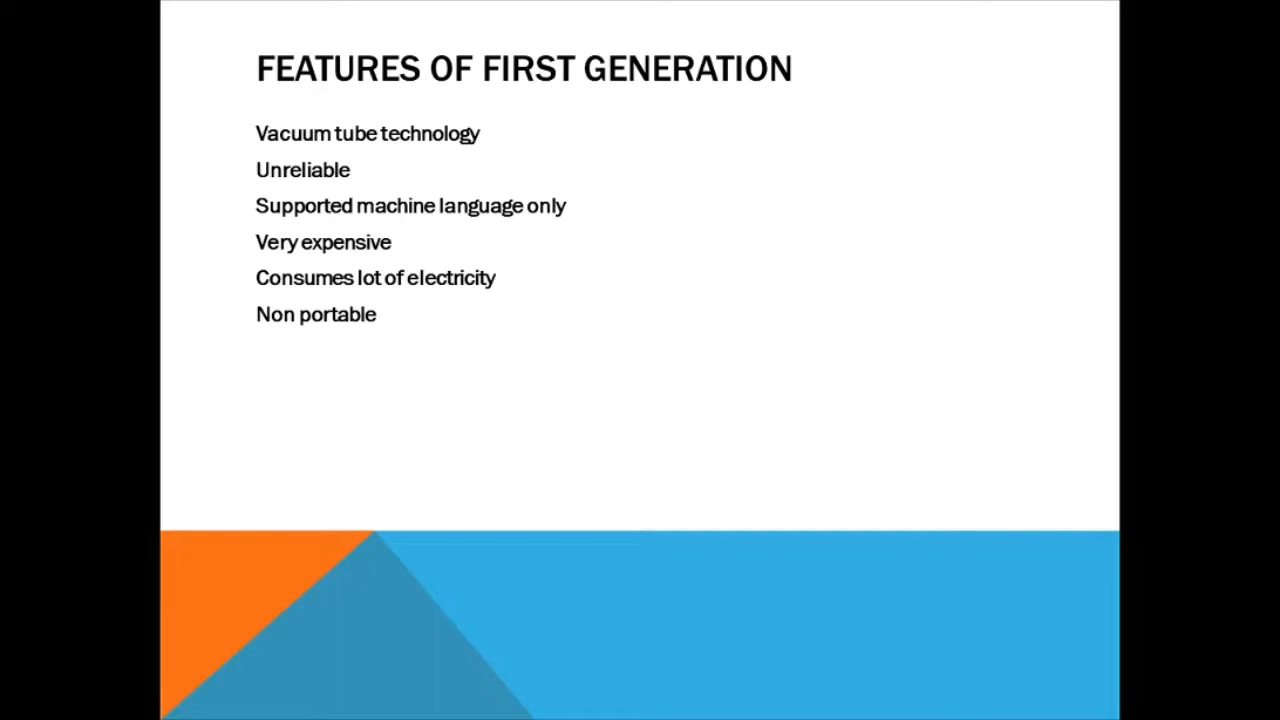 FEATURES OF FIRST GENERATION
Vacuum tube technology
Unreliable
Supported machine language only
Very expensive
Consumes lot of electricity
Non portable